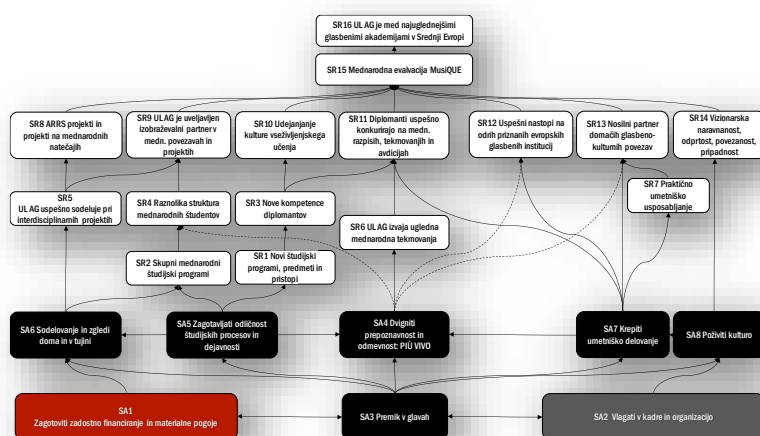 SR16 UL AG je med najuglednejšimi
glasbenimi akademijami v Srednji Evropi
SR15 Mednarodna evalvacija MusiQUE
SR8 ARRS projekti in
projekti na mednarodnih
natečajih
SR9 UL AG je uveljavljen
izobraževalni partner v
medn. povezavah in
projektih
SR10 Udejanjanje
kulture vseživljenjskega
učenja
SR11 Diplomanti uspešno
konkurirajo na medn.
razpisih, tekmovanjih in
avdicijah
SR12 Uspešni nastopi na
odrih priznanih evropskih
glasbenih institucij
SR13 Nosilni partner
domačih glasbeno-
kulturnih povezav
SR14 Vizionarska
naravnanost,
odprtost, povezanost,
pripadnost
SR5
UL AG uspešno sodeluje pri
interdisciplinarnih projektih
SR4 Raznolika struktura
mednarodnih študentov
SR3 Nove kompetence
diplomantov
SR7 Praktično
umetniško
usposabljanje
SR6 UL AG izvaja ugledna
mednarodna tekmovanja
SR2 Skupni mednarodni
študijski programi
SR1 Novi študijski
programi, predmeti in
pristopi
SA6 Sodelovanje in zgledi
doma in v tujini
SA5 Zagotavljati odličnost
študijskih procesov in
dejavnosti
SA4 Dvigniti
prepoznavnost in
odmevnost: PIÙ VIVO
SA7 Krepiti
umetniško delovanje
SA8 Poživiti kulturo
SA1
Zagotoviti zadostno financiranje in materialne pogoje
SA3 Premik v glavah
SA2 Vlagati v kadre in organizacijo